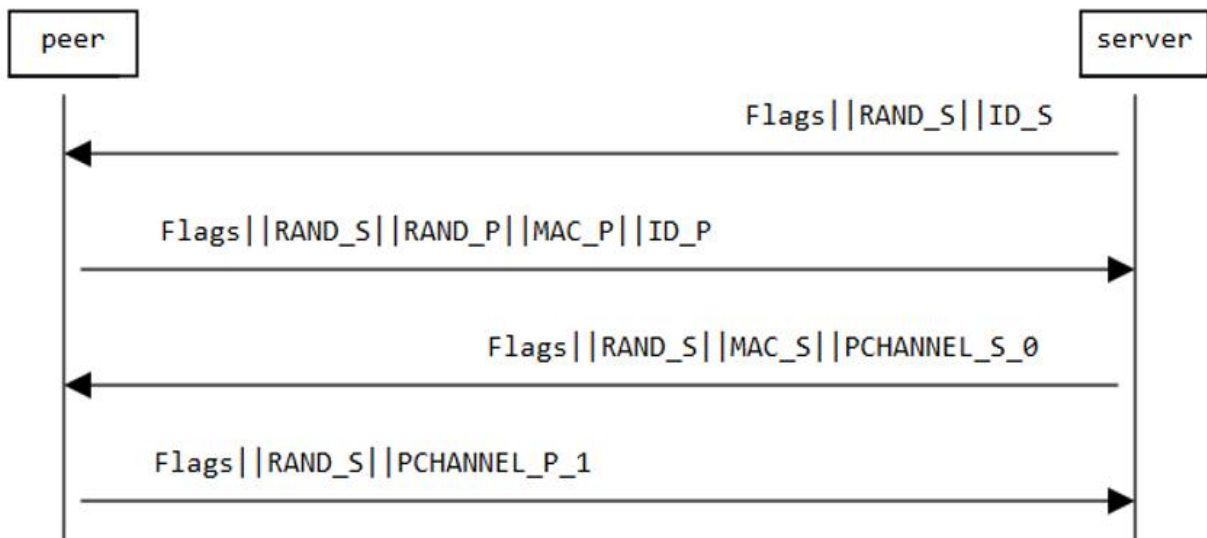 peer
server
Flags||RAND_S||ID_S
Flags||RAND_S||RAND_P||MAC_P||ID_P
Flags||RAND_S||MAC_S||PCHANNEL_S_0
Flags||RAND_S||PCHANNEL_P_1